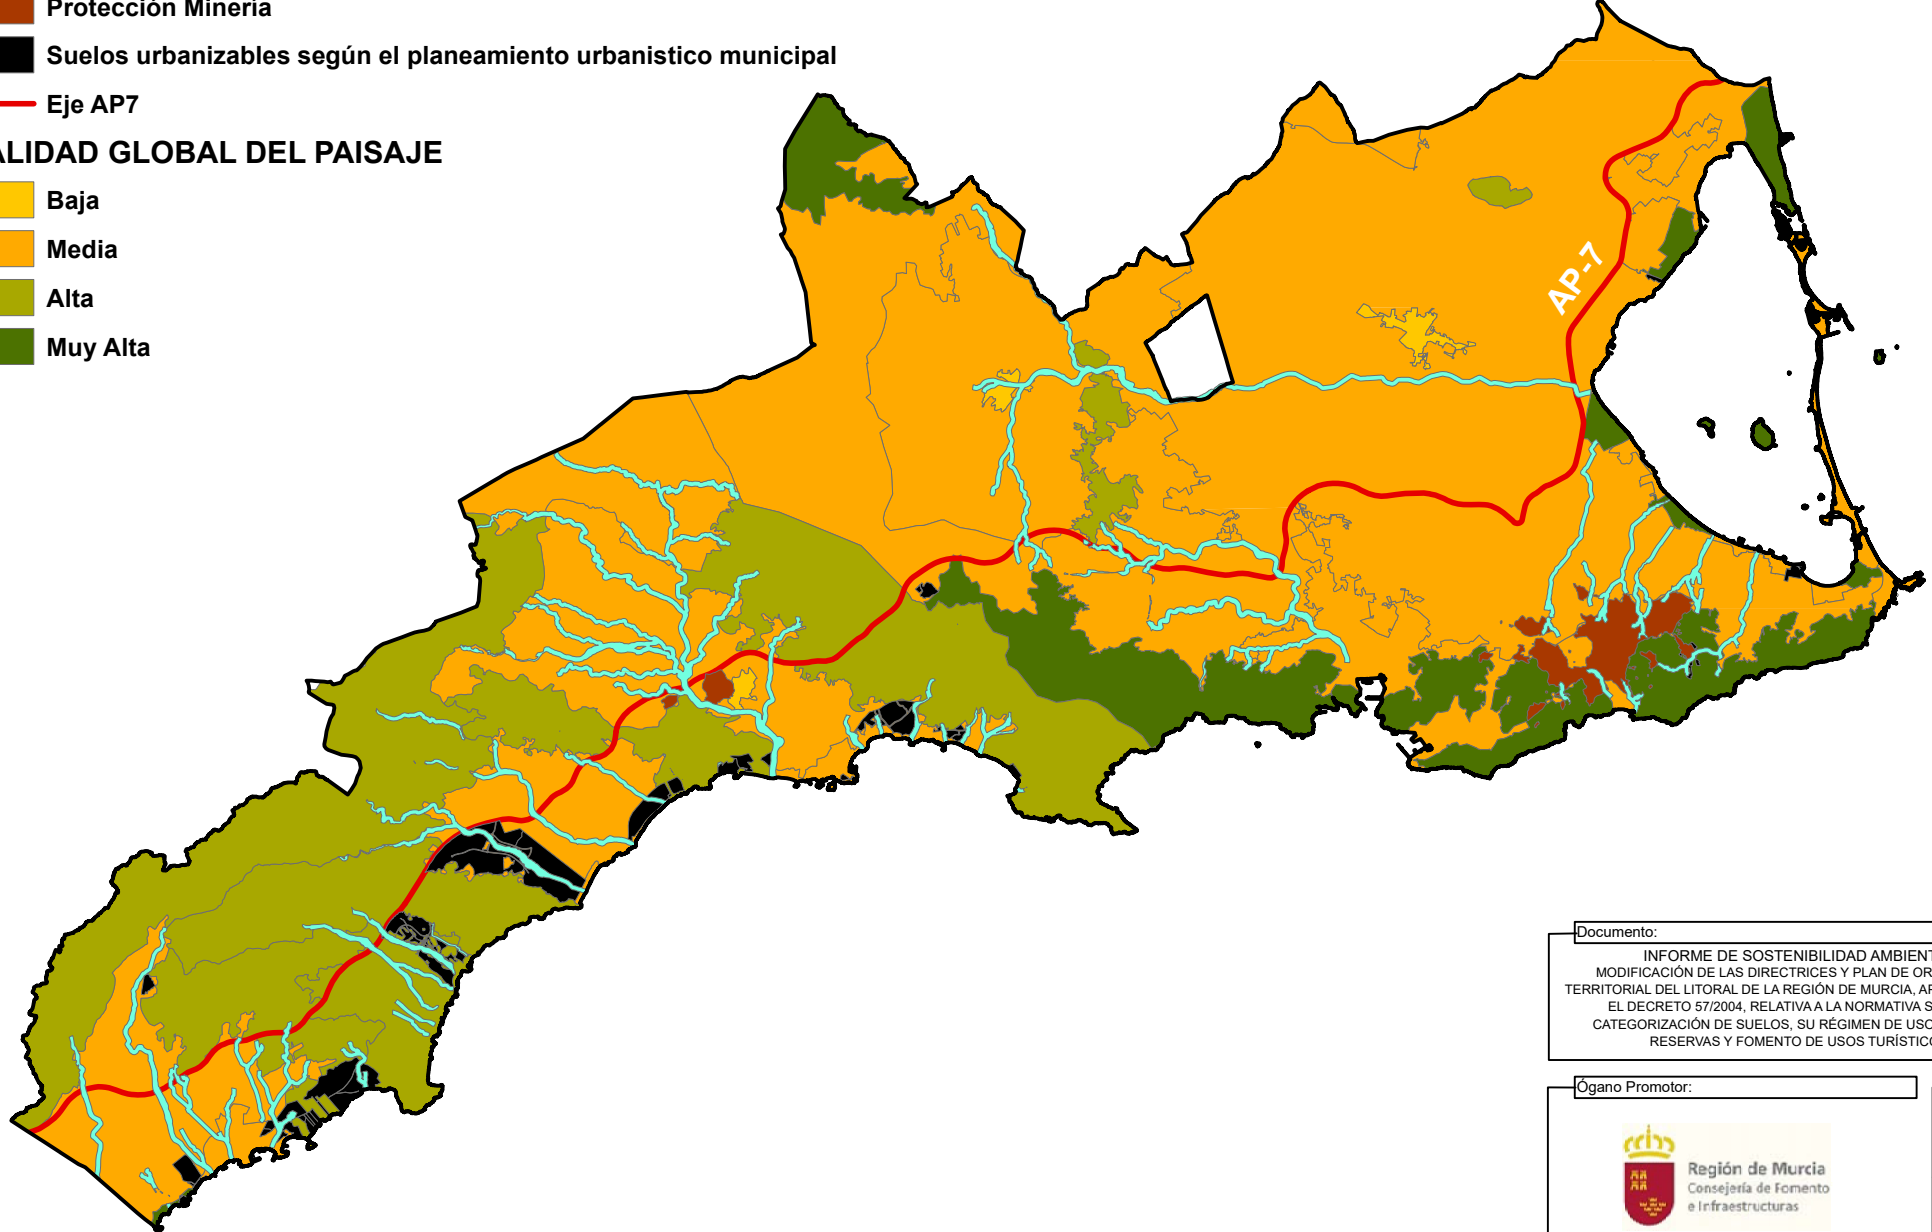 Protección Minería
Suelos urbanizables según el planeamiento urbanistico municipal
Eje AP7
ALIDAD GLOBAL DEL PAISAJE
Baja
Media
Alta
Muy Alta
AP-7
Documento:
INFORME DE SOSTENIBILIDAD AMBIENT
MODIFICACIÓN DE LAS DIRECTRICES Y PLAN DE OR
TERRITORIAL DEL LITORAL DE LA REGIÓN DE MURCIA, AP
EL DECRETO 57/2004, RELATIVA A LA NORMATIVA S
CATEGORIZACIÓN DE SUELOS, SU RÉGIMEN DE USO
RESERVAS Y FOMENTO DE USOS TURÍSTICO
Ógano Promotor:
Región de Murcia
Consejería de Fomento
e Infraestructuras